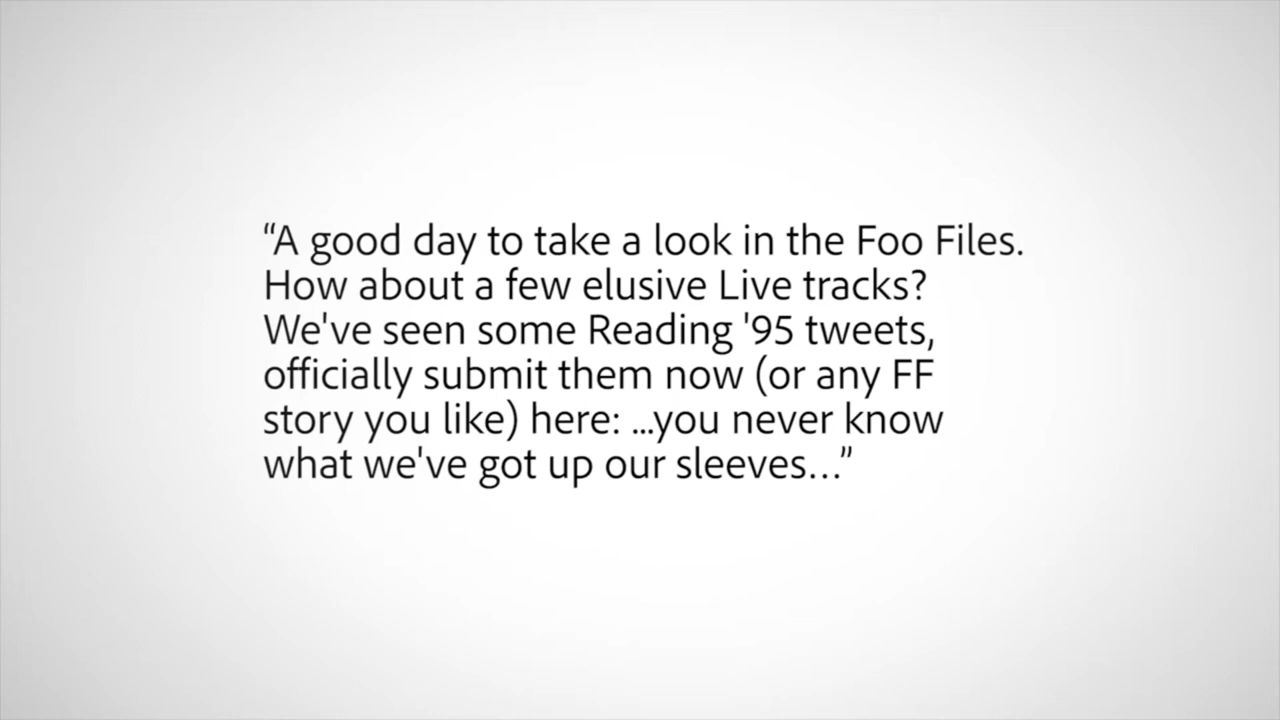 “A good day to take a look in the Foo Files.
How about a few elusive Live tracks?
We've seen some Reading '95 tweets,
officially submit them now (or any FF
story you like) here: ...you never know
what we've got up our sleeves…”